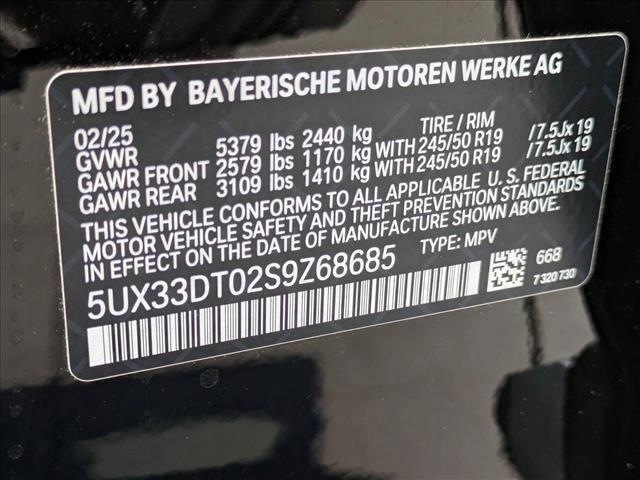 MFD BY BAYERISCHE MOTOREN WERKE AG
02/25 TIRE / RIM
GVWR 5379 lbs 2440 kg
GAWR FRONT 2579 lbs 1170 kg WITH 245/50 R19 /7.5Jx19
GAWR REAR 3109 lbs 1410 kg WITH 245/50 R19 /7.5Jx19
THIS VEHICLE CONFORMS TO ALL APPLICABLE U. S. FEDERAL
MOTOR VEHICLE SAFETY AND THEFT PREVENTION STANDARDS
IN EFFECT ON THE DATE OF MANUFACTURE SHOWN ABOVE.
5UX33DT02S9Z68685 TYPE: MPV 668
7 320 730